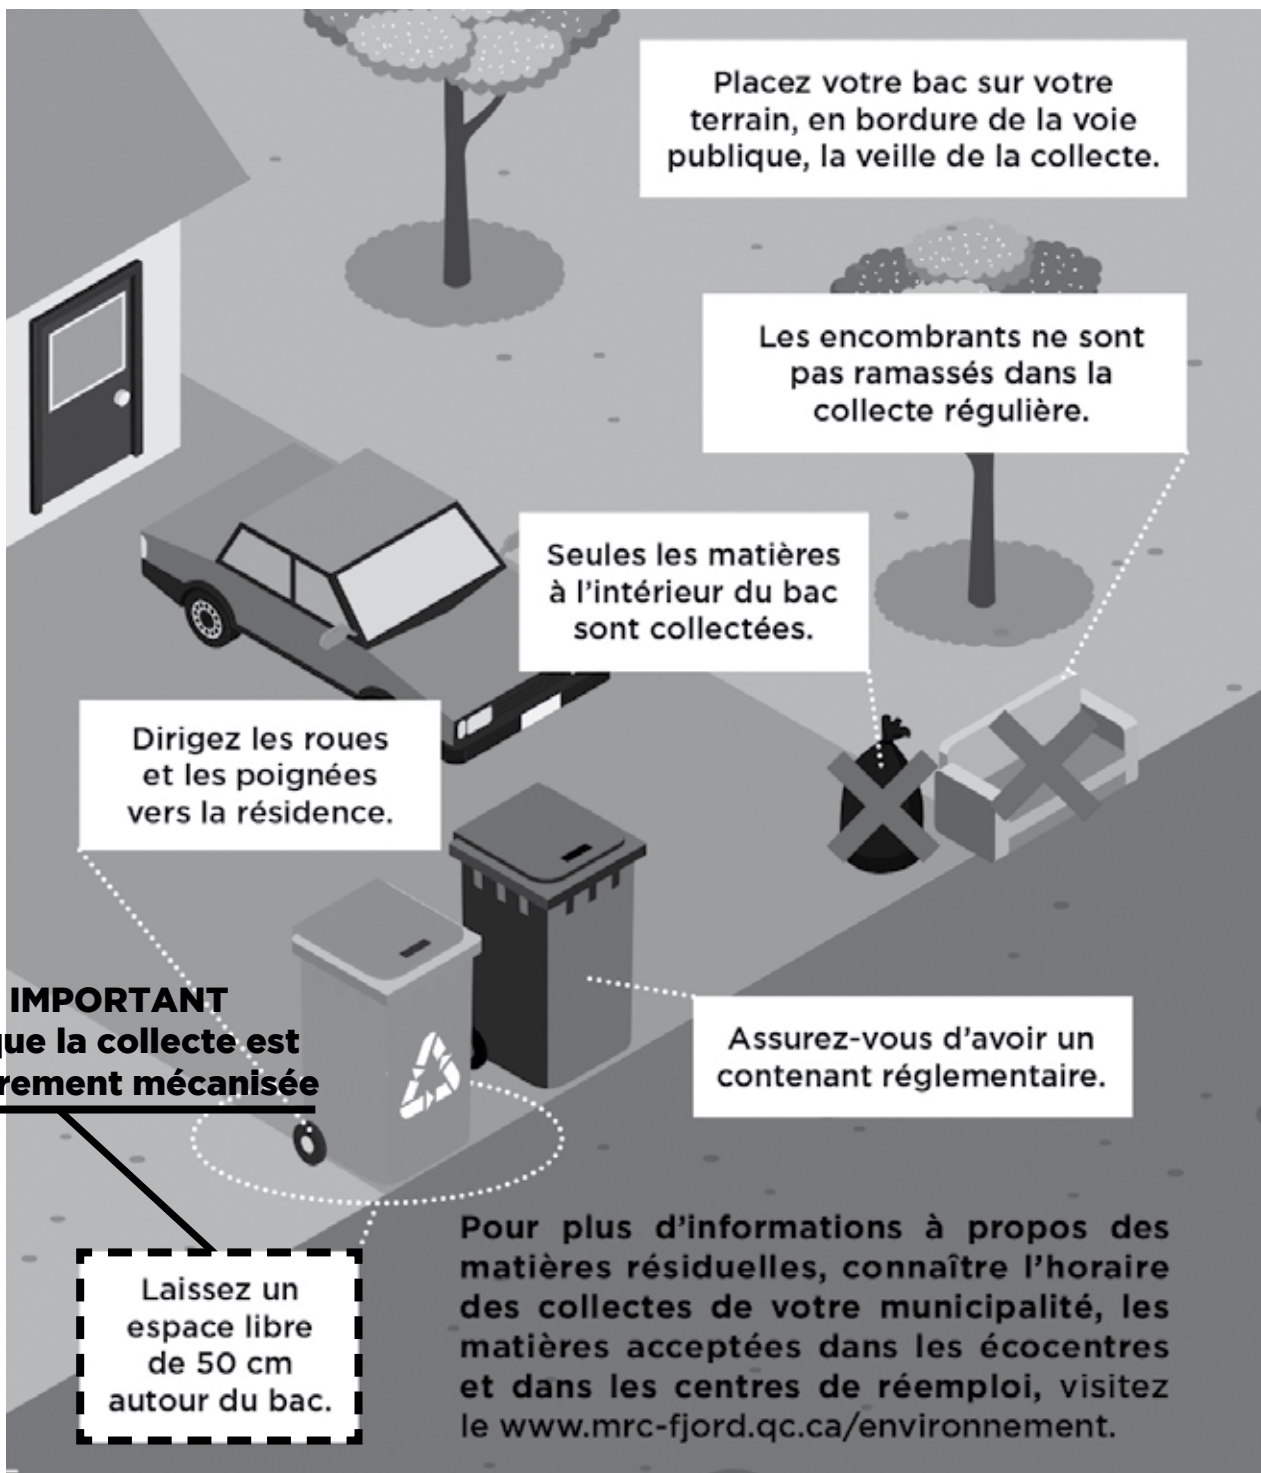 Placez votre bac sur votre
terrain, en bordure de la voie
publique, la veille de la collecte.
Les encombrants ne sont
pas ramassés dans la
collecte régulière.
Seules les matières
à l'intérieur du bac
sont collectées.
Dirigez les roues
et les poignées
vers la résidence.
IMPORTANT
que la collecte est
rement mécanisée
Assurez-vous d'avoir un
contenant réglementaire.
Laissez un
espace libre
de 50 cm
autour du bac.
Pour plus d'informations à propos des
matières résiduelles, connaître l'horaire
des collectes de votre municipalité, les
matières acceptées dans les écocentres
et dans les centres de réemploi, visitez
le www.mrc-fjord.qc.ca/environnement.